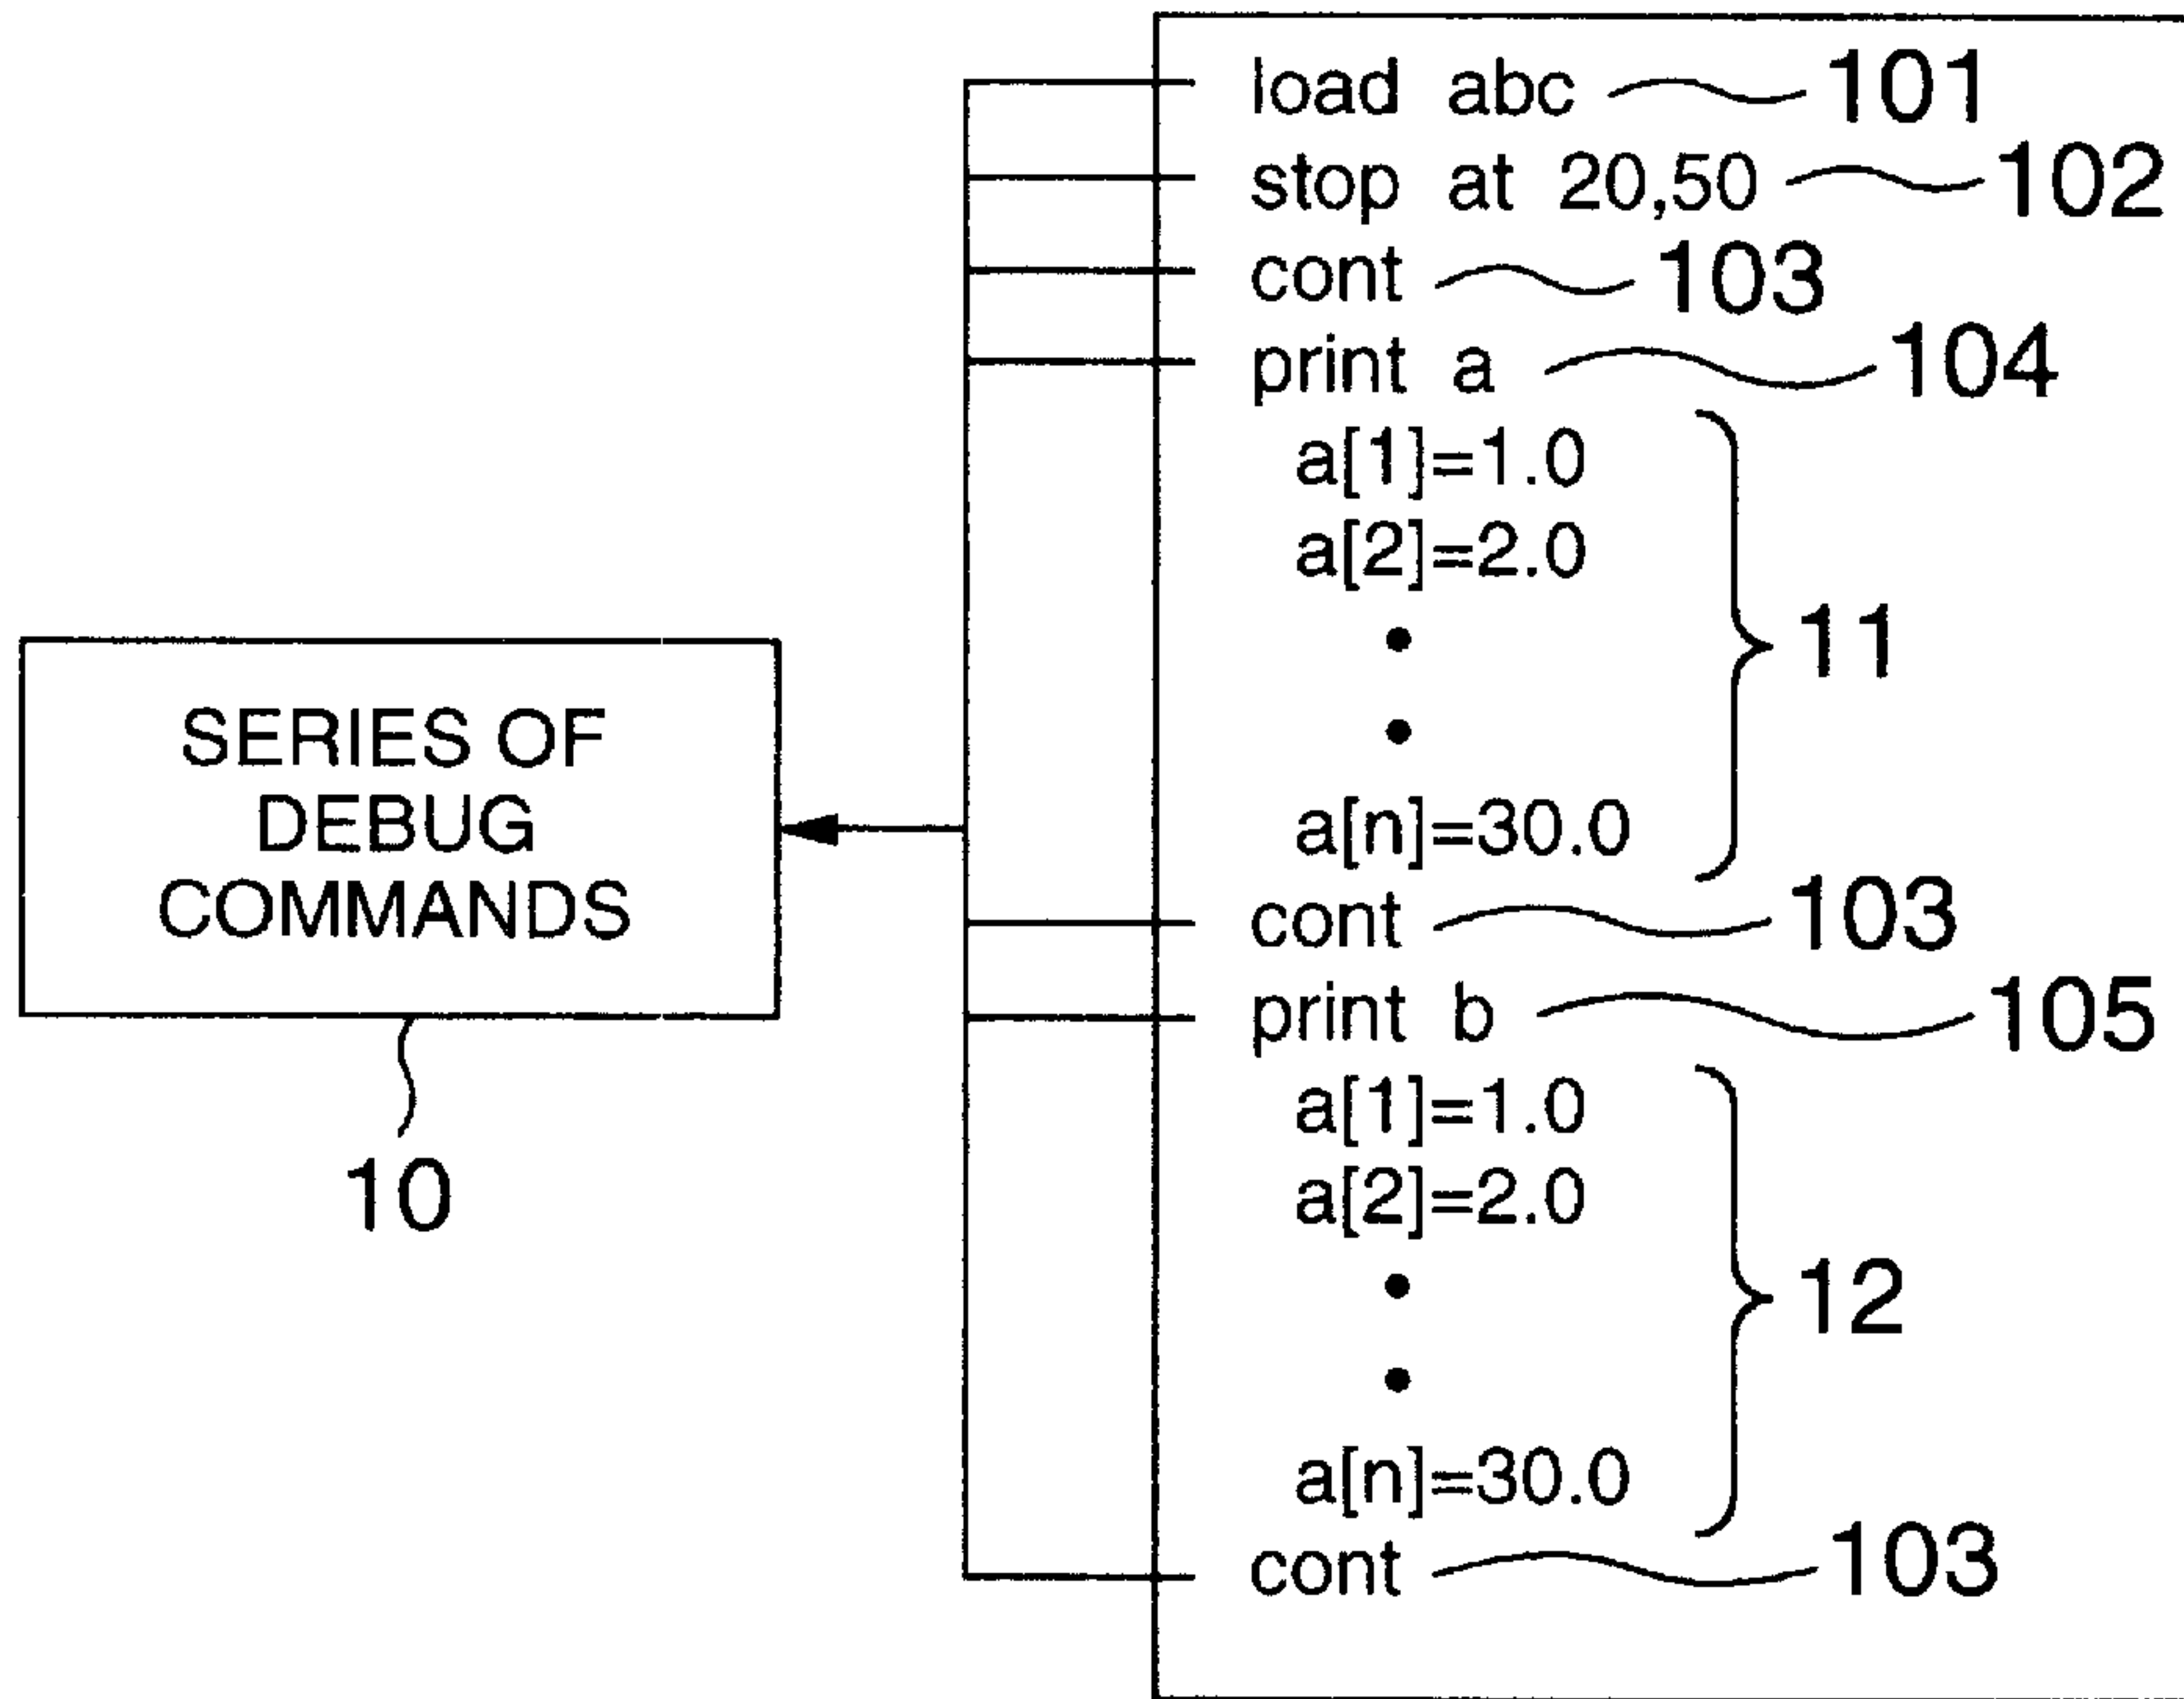 load abc 101
stop at 20,50 102
cont 103
print a 104
a[1]=1.0
a[2]=2.0
11
a[n]=30.0
SERIES OF
DEBUG
COMMANDS
10
cont 103
print b 105
a[1]=1.0
a[2]=2.0
12
a[n]=30.0
cont 103